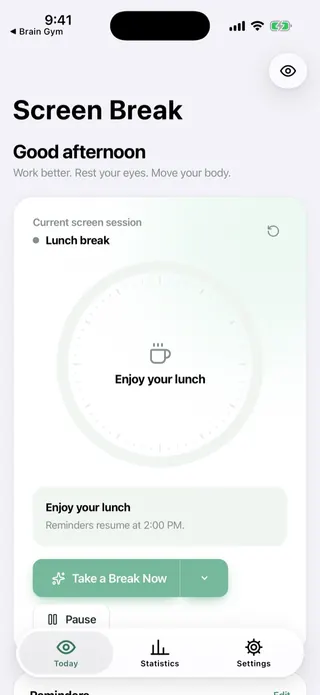 9:41
◀ Brain Gym
Screen Break
Good afternoon
Work better. Rest your eyes. Move your body.
Current screen session
Lunch break
Enjoy your lunch
Enjoy your lunch
Reminders resume at 2:00 PM.
Take a Break Now
Pause
Today
Statistics
Settings
Reminders
Edit